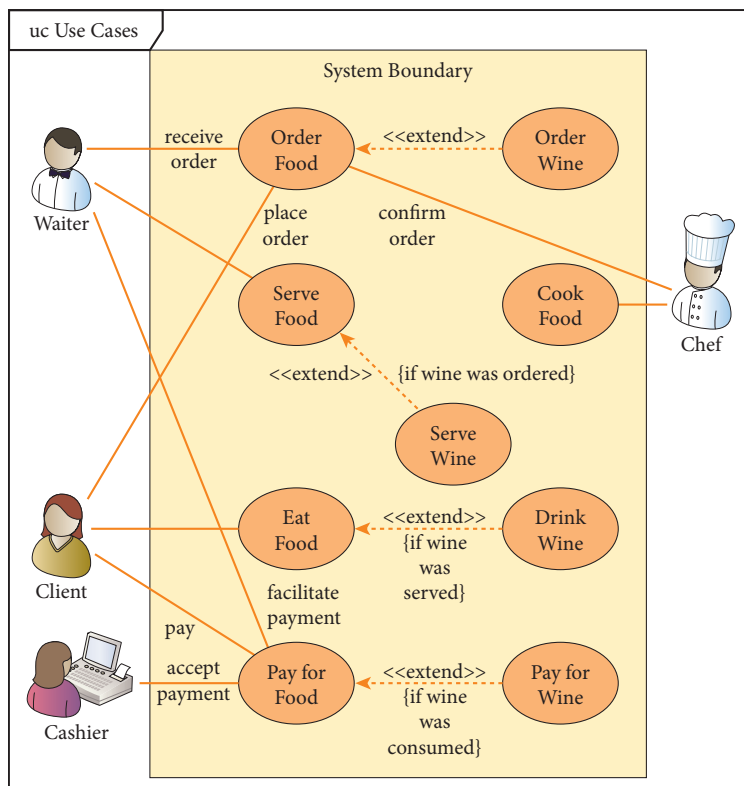 uc Use Cases
System Boundary
receive
order
Order
Food
<<extend>>
Order
Wine
Waiter
place
order
confirm
order
Serve
Food
Cook
Food
Chef
<<extend>>
{if wine was ordered}
Serve
Wine
Eat
Food
<<extend>>
{if wine
was
served}
Drink
Wine
Client
facilitate
payment
pay
accept
payment
Pay for
Food
<<extend>>
{if wine
was
consumed}
Pay for
Wine
Cashier